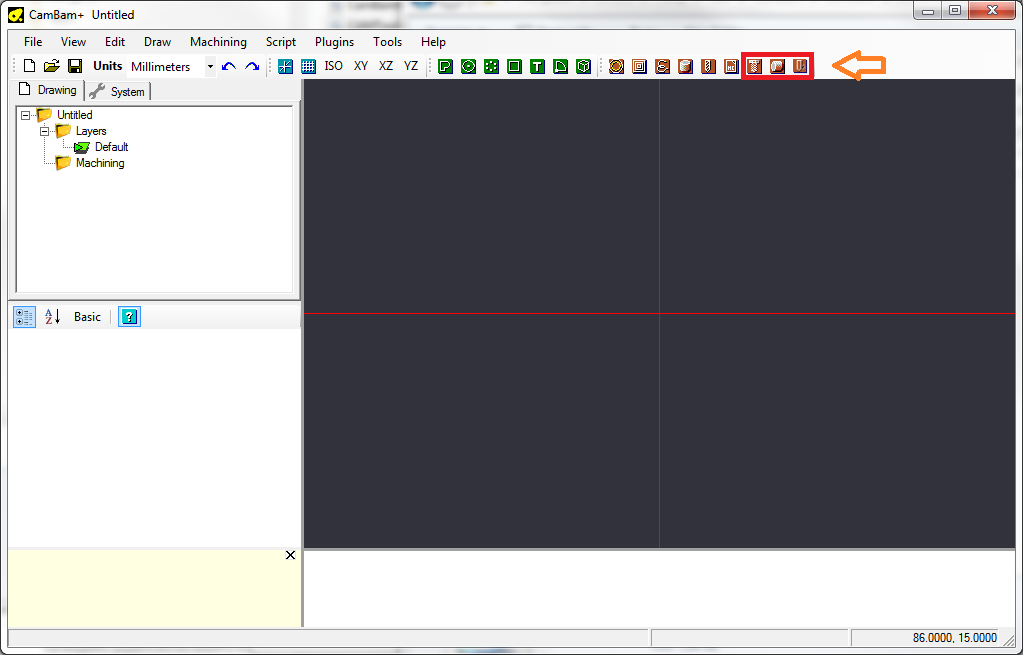 CamBam+ Untitled
File View Edit Draw Machining Script Plugins Tools Help
Units Millimeters ISO XY XZ YZ T NC
Drawing System
Untitled
Layers
Default
Machining
A Z Basic ?
86.0000, 15.0000